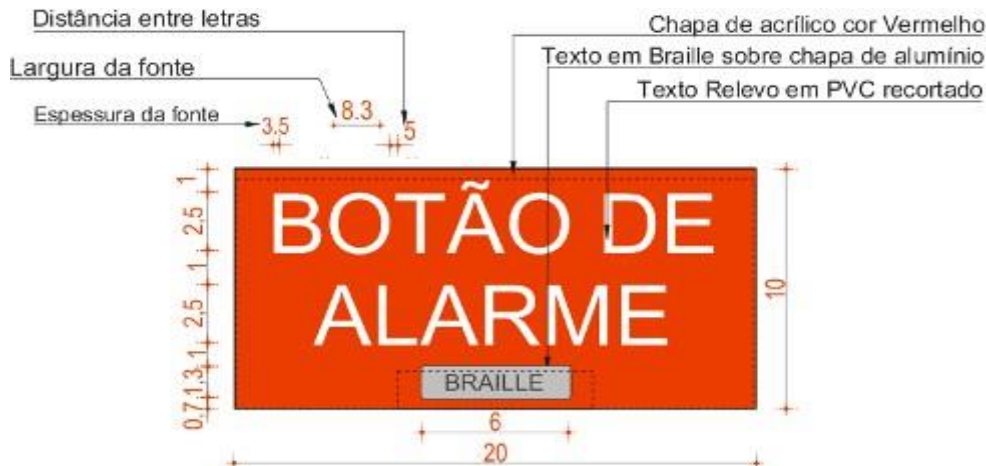 Distância entre letras
Chapa de acrílico cor Vermelho
Texto em Braille sobre chapa de alumínio
Largura da fonte
Texto Relevo em PVC recortado
Espessura da fonte
3.5
8.3
5
1
2,5
1
2,5
1
1.3
0.7
BOTÃO DE
ALARME
BRAILLE
10
6
20